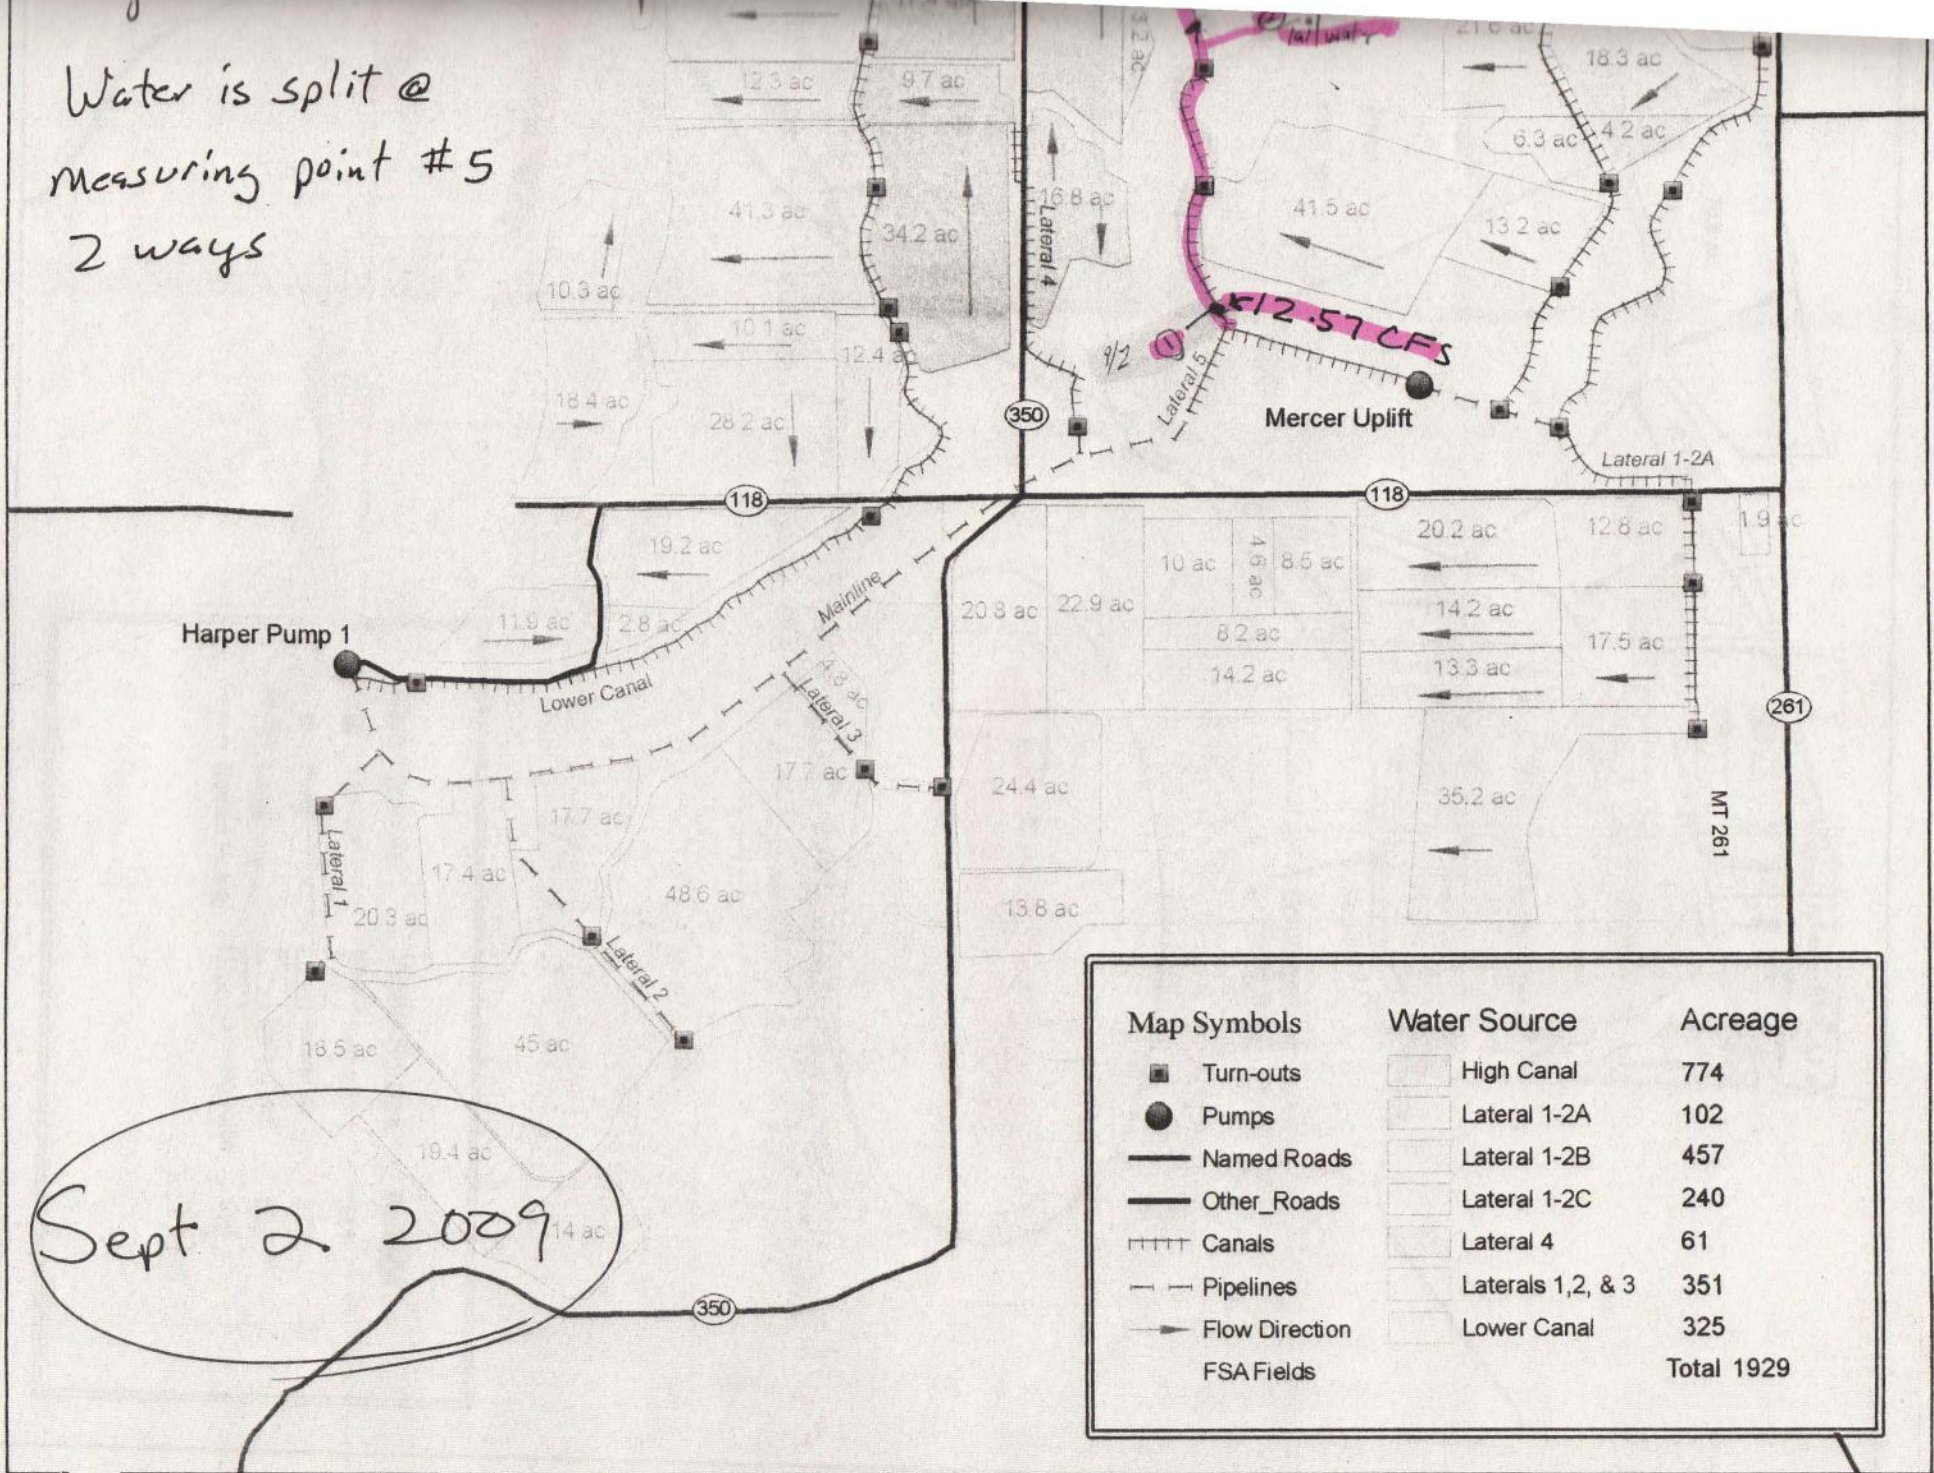 Water is split @
measuring point #5
2 ways
tail water
3.2 ac
21.6 ac
18.3 ac
12.3 ac
9.7 ac
6.3 ac
4.2 ac
16.8 ac
41.3 ac
34.2 ac
Lateral 4
41.5 ac
13.2 ac
10.3 ac
10.1 ac
12.4 ac
9/2
1
12.57 CFS
Lateral 5
18.4 ac
28.2 ac
350
Mercer Uplift
Lateral 1-2A
118
118
19.2 ac
10 ac
4.6 ac
8.5 ac
20.2 ac
12.8 ac
1.9 ac
Mainline
20.8 ac
22.9 ac
14.2 ac
Harper Pump 1
11.9 ac
2.8 ac
8.2 ac
17.5 ac
4.8 ac
14.2 ac
13.3 ac
Lower Canal
Lateral 3
261
17.7 ac
24.4 ac
35.2 ac
MT 261
17.7 ac
Lateral 1
17.4 ac
48.6 ac
20.3 ac
13.8 ac
Lateral 2
16.5 ac
45 ac
19.4 ac
14 ac
Sept 2 2009
350
Map Symbols Water Source Acreage
Turn-outs High Canal 774
Pumps Lateral 1-2A 102
Named Roads Lateral 1-2B 457
Other_Roads Lateral 1-2C 240
Canals Lateral 4 61
Pipelines Laterals 1,2, & 3 351
Flow Direction Lower Canal 325
FSA Fields Total 1929